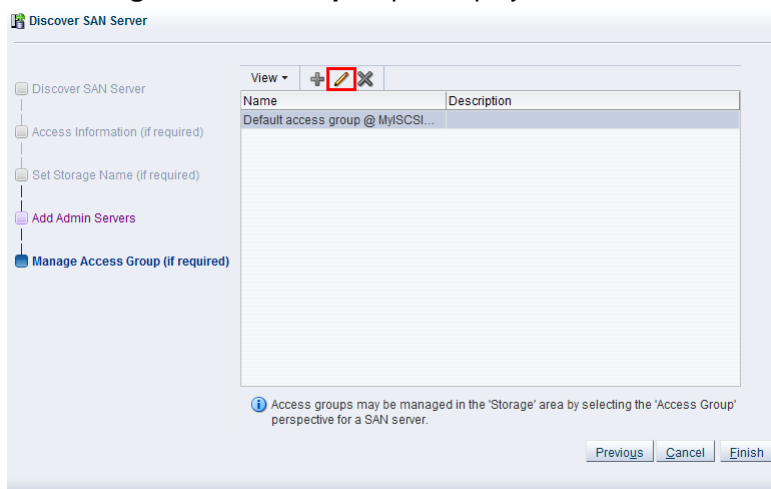 Discover SAN Server
Discover SAN Server
Access Information (if required)
Set Storage Name (if required)
Add Admin Servers
Manage Access Group (if required)
View
Name Description
Default access group @ MyISCSI...
Access groups may be managed in the 'Storage' area by selecting the 'Access Group'
perspective for a SAN server.
Previous Cancel Finish